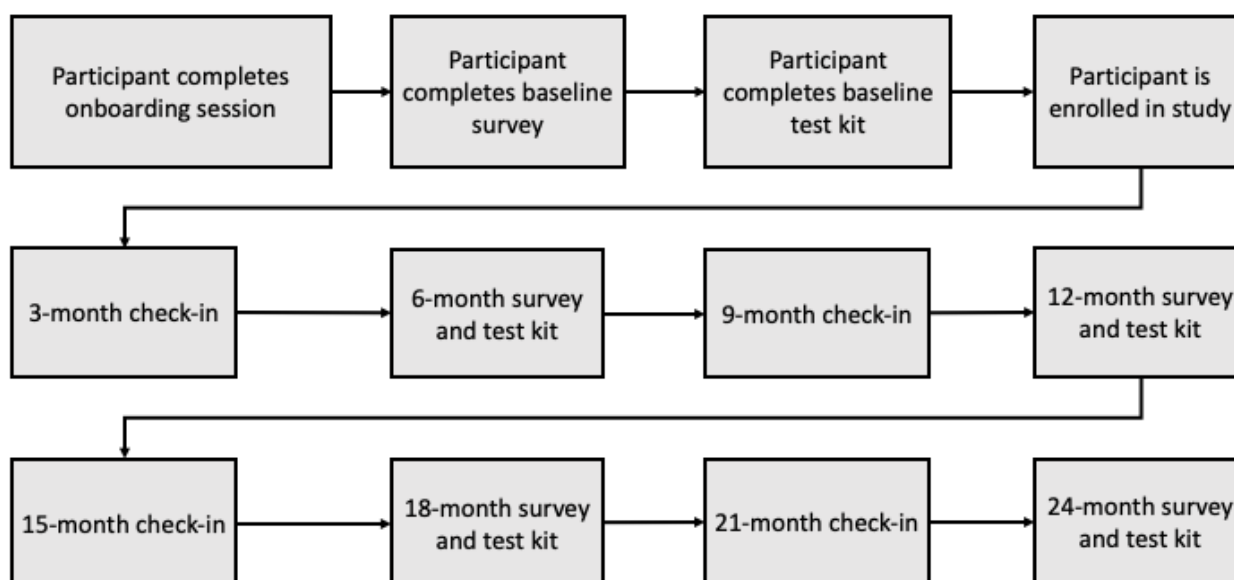 Participant completes
onboarding session
Participant
completes baseline
survey
Participant
completes baseline
test kit
Participant is
enrolled in study
3-month check-in
6-month survey
and test kit
9-month check-in
12-month survey
and test kit
15-month check-in
18-month survey
and test kit
21-month check-in
24-month survey
and test kit